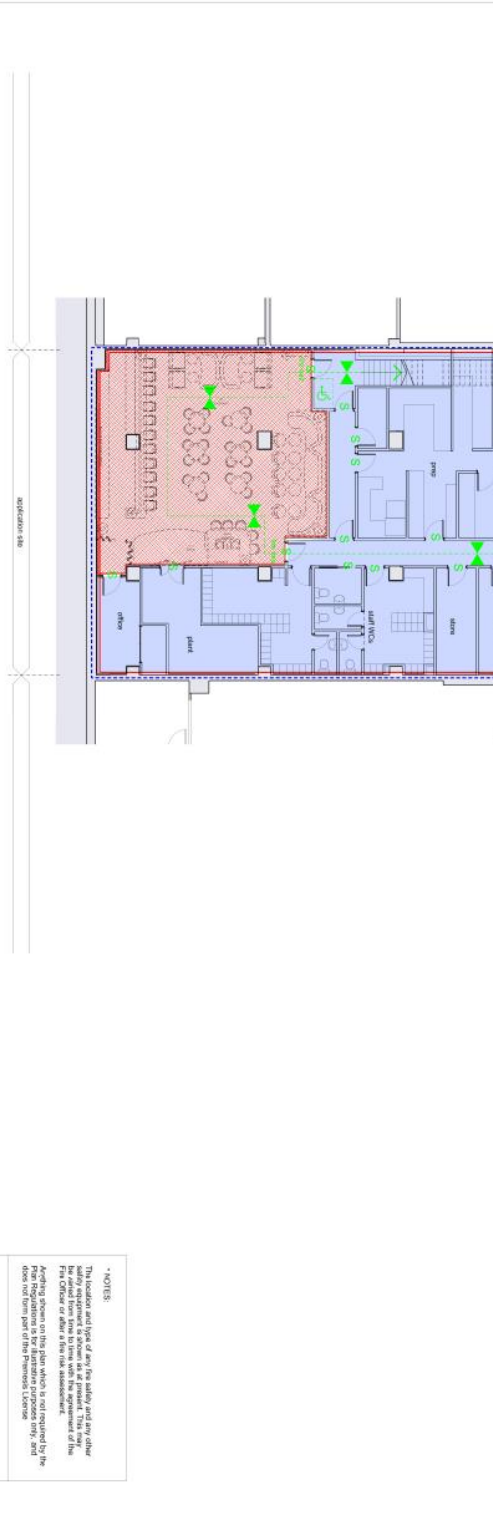 application site
office
plant
staff WCs
prep
store
S
S
S
S
S
S
S
S
S
S
S
* NOTES:
The location and type of any fire safety and any other
safety equipment is shown as at present. This may
be varied from time to time with the agreement of the
Fire Officer or after a fire risk assessment.
Anything shown on this plan which is not required by the
Plan Regulations is for illustrative purposes only, and
does not form part of the Premesis License